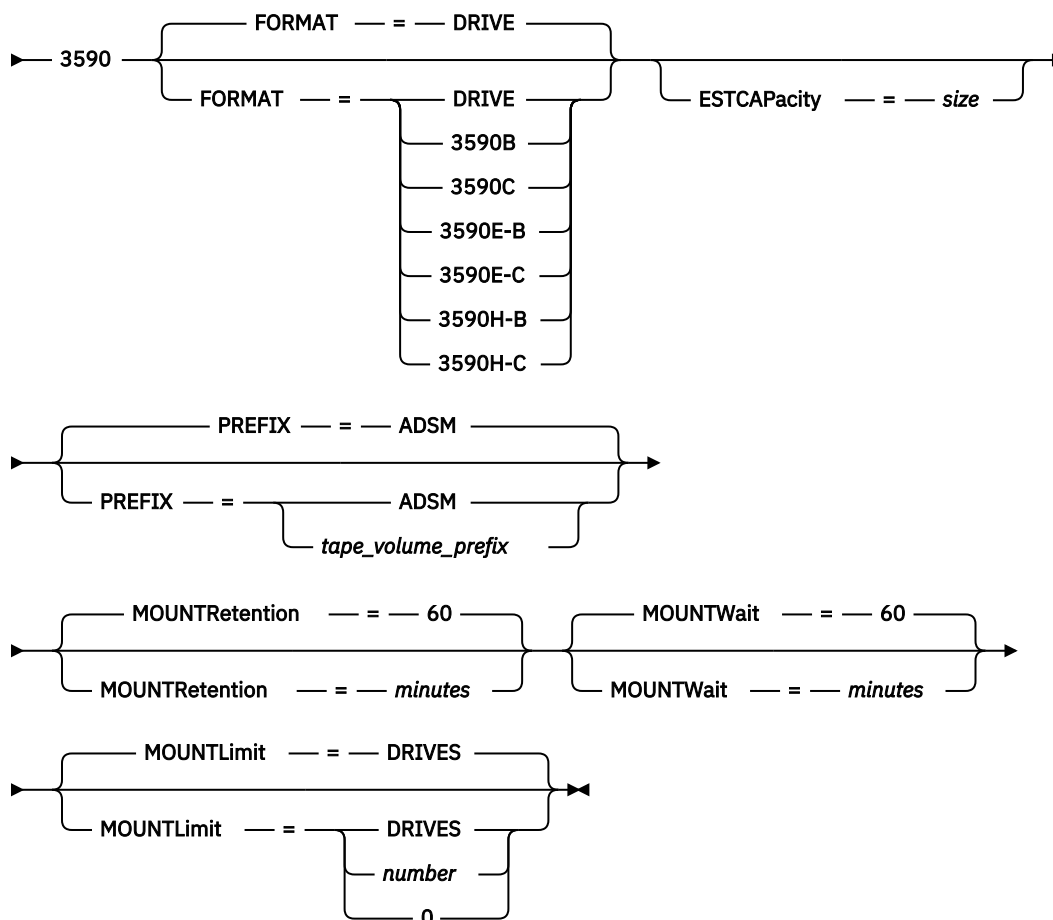 FORMAT = DRIVE
3590
FORMAT = DRIVE
ESTCAPacity = size
3590B
3590C
3590E-B
3590E-C
3590H-B
3590H-C
PREFIX = ADSM
PREFIX = ADSM
tape_volume_prefix
MOUNTRetention = 60 MOUNTWait = 60
MOUNTRetention = minutes MOUNTWait = minutes
MOUNTLimit = DRIVES
MOUNTLimit = DRIVES
number
0